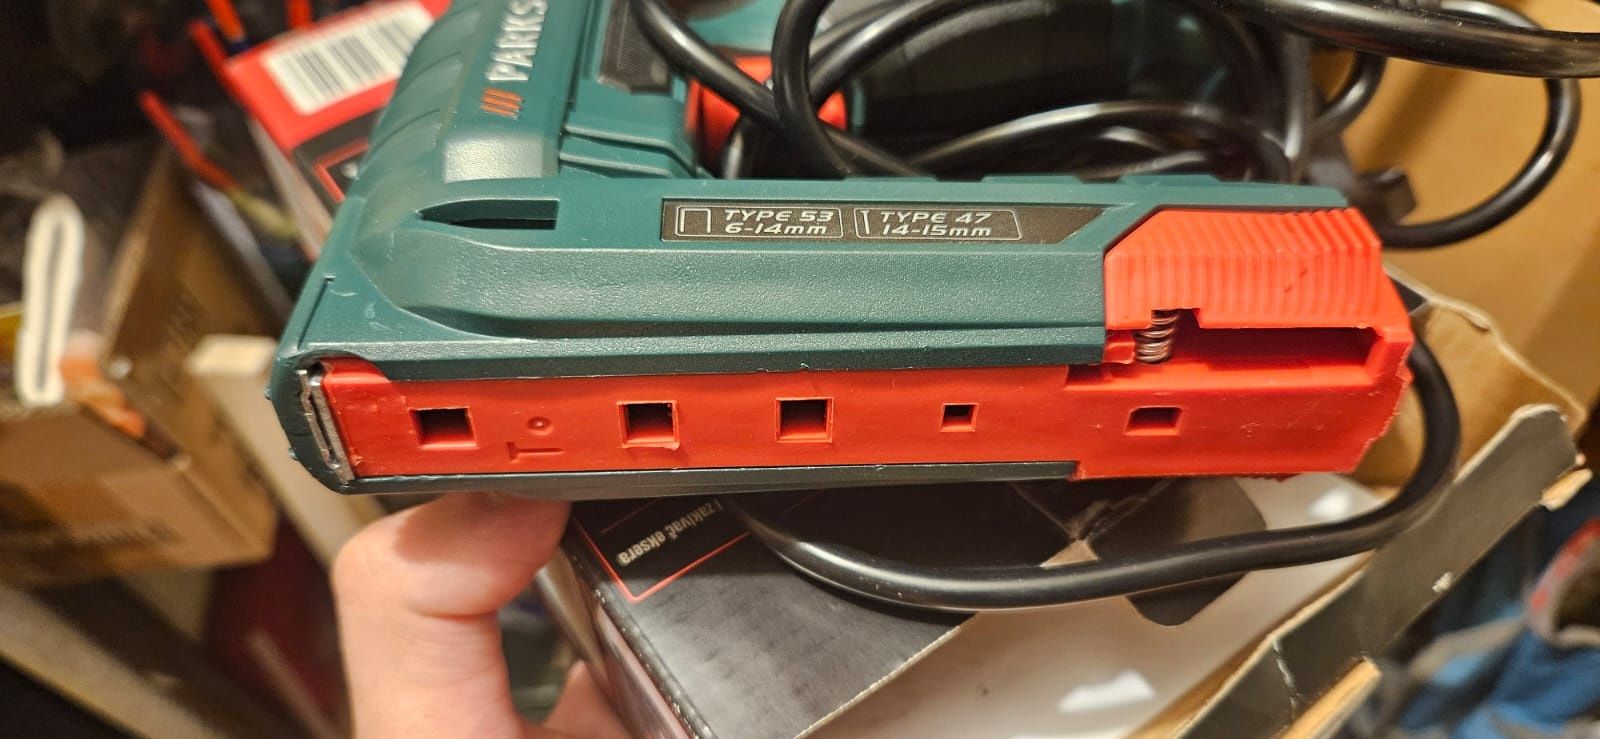 PARKS
TYPE 53
6-14mm
TYPE 47
14-15mm
zakivač eksera